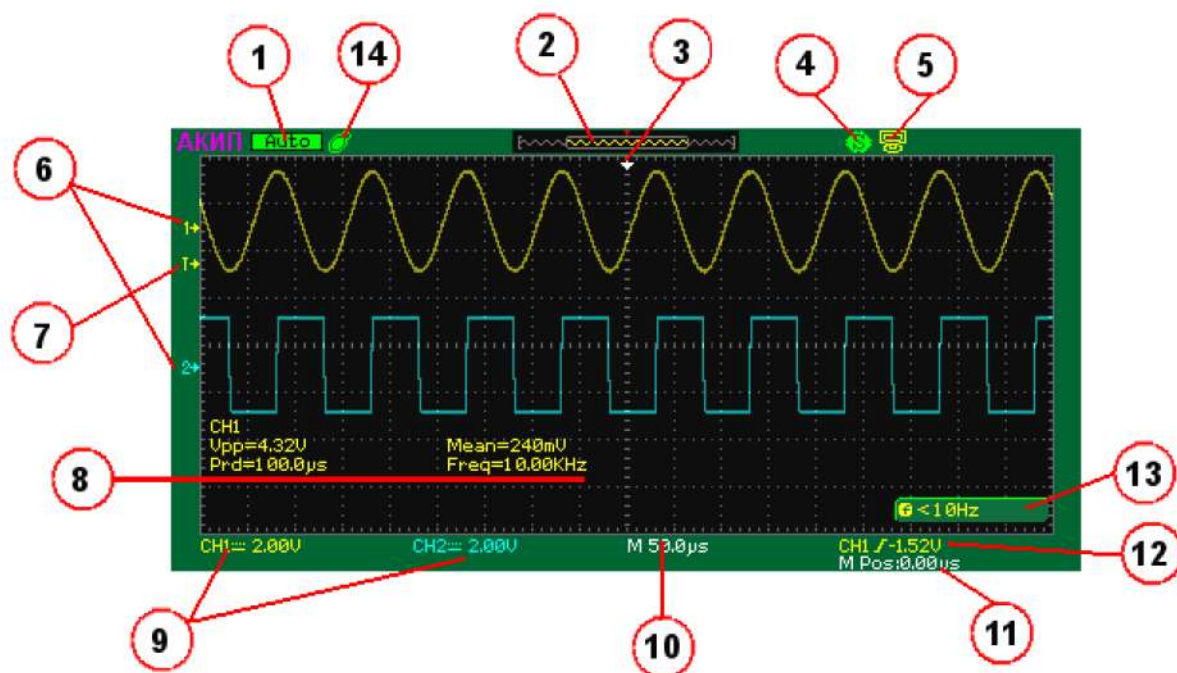 1 14 2 3 4 5
АКИП Auto
S
6
1
T
7
2
CH1
Vpp=4.32V Mean=240mV
Prd=100.0µs Freq=10.00KHz
8
13
F <10Hz
CH1 2.00V CH2 2.00V M 50.0µs CH1 -1.52V
M Pos:0.00µs
12
9 10 11